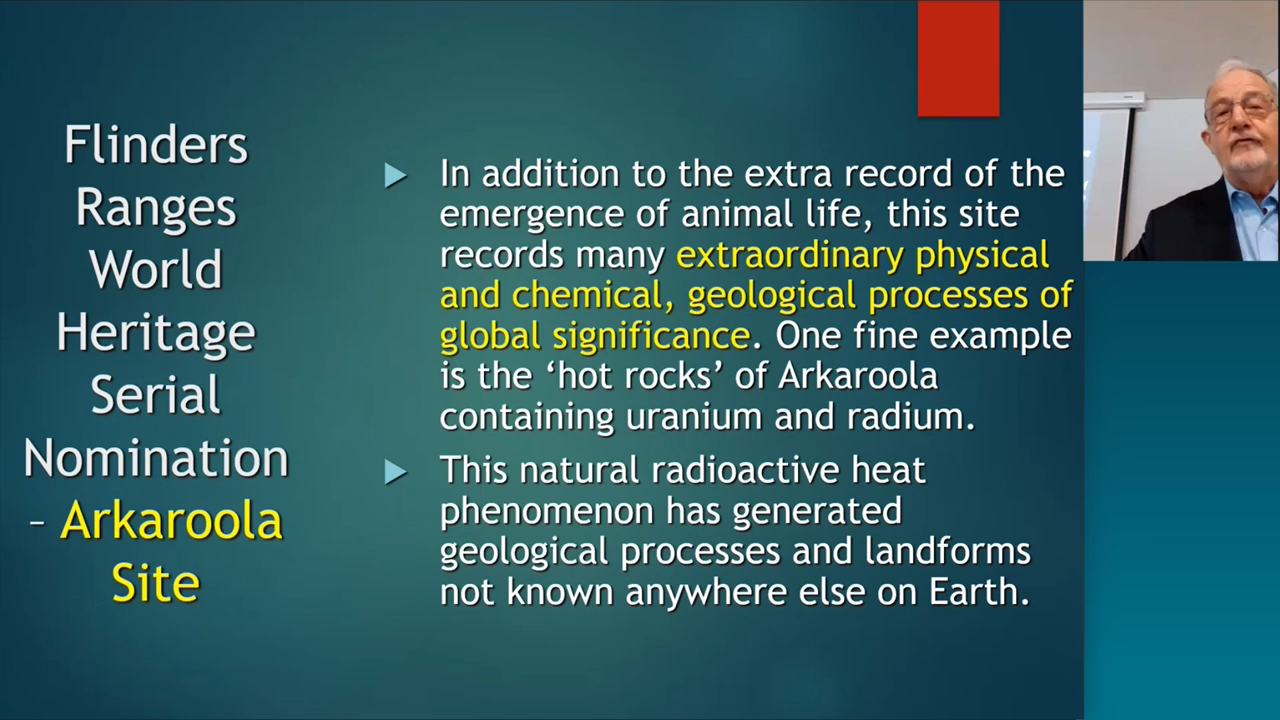 Flinders
Ranges
World
Heritage
Serial
Nomination
– Arkaroola
Site
In addition to the extra record of the
emergence of animal life, this site
records many extraordinary physical
and chemical, geological processes of
global significance. One fine example
is the ‘hot rocks’ of Arkaroola
containing uranium and radium.
This natural radioactive heat
phenomenon has generated
geological processes and landforms
not known anywhere else on Earth.